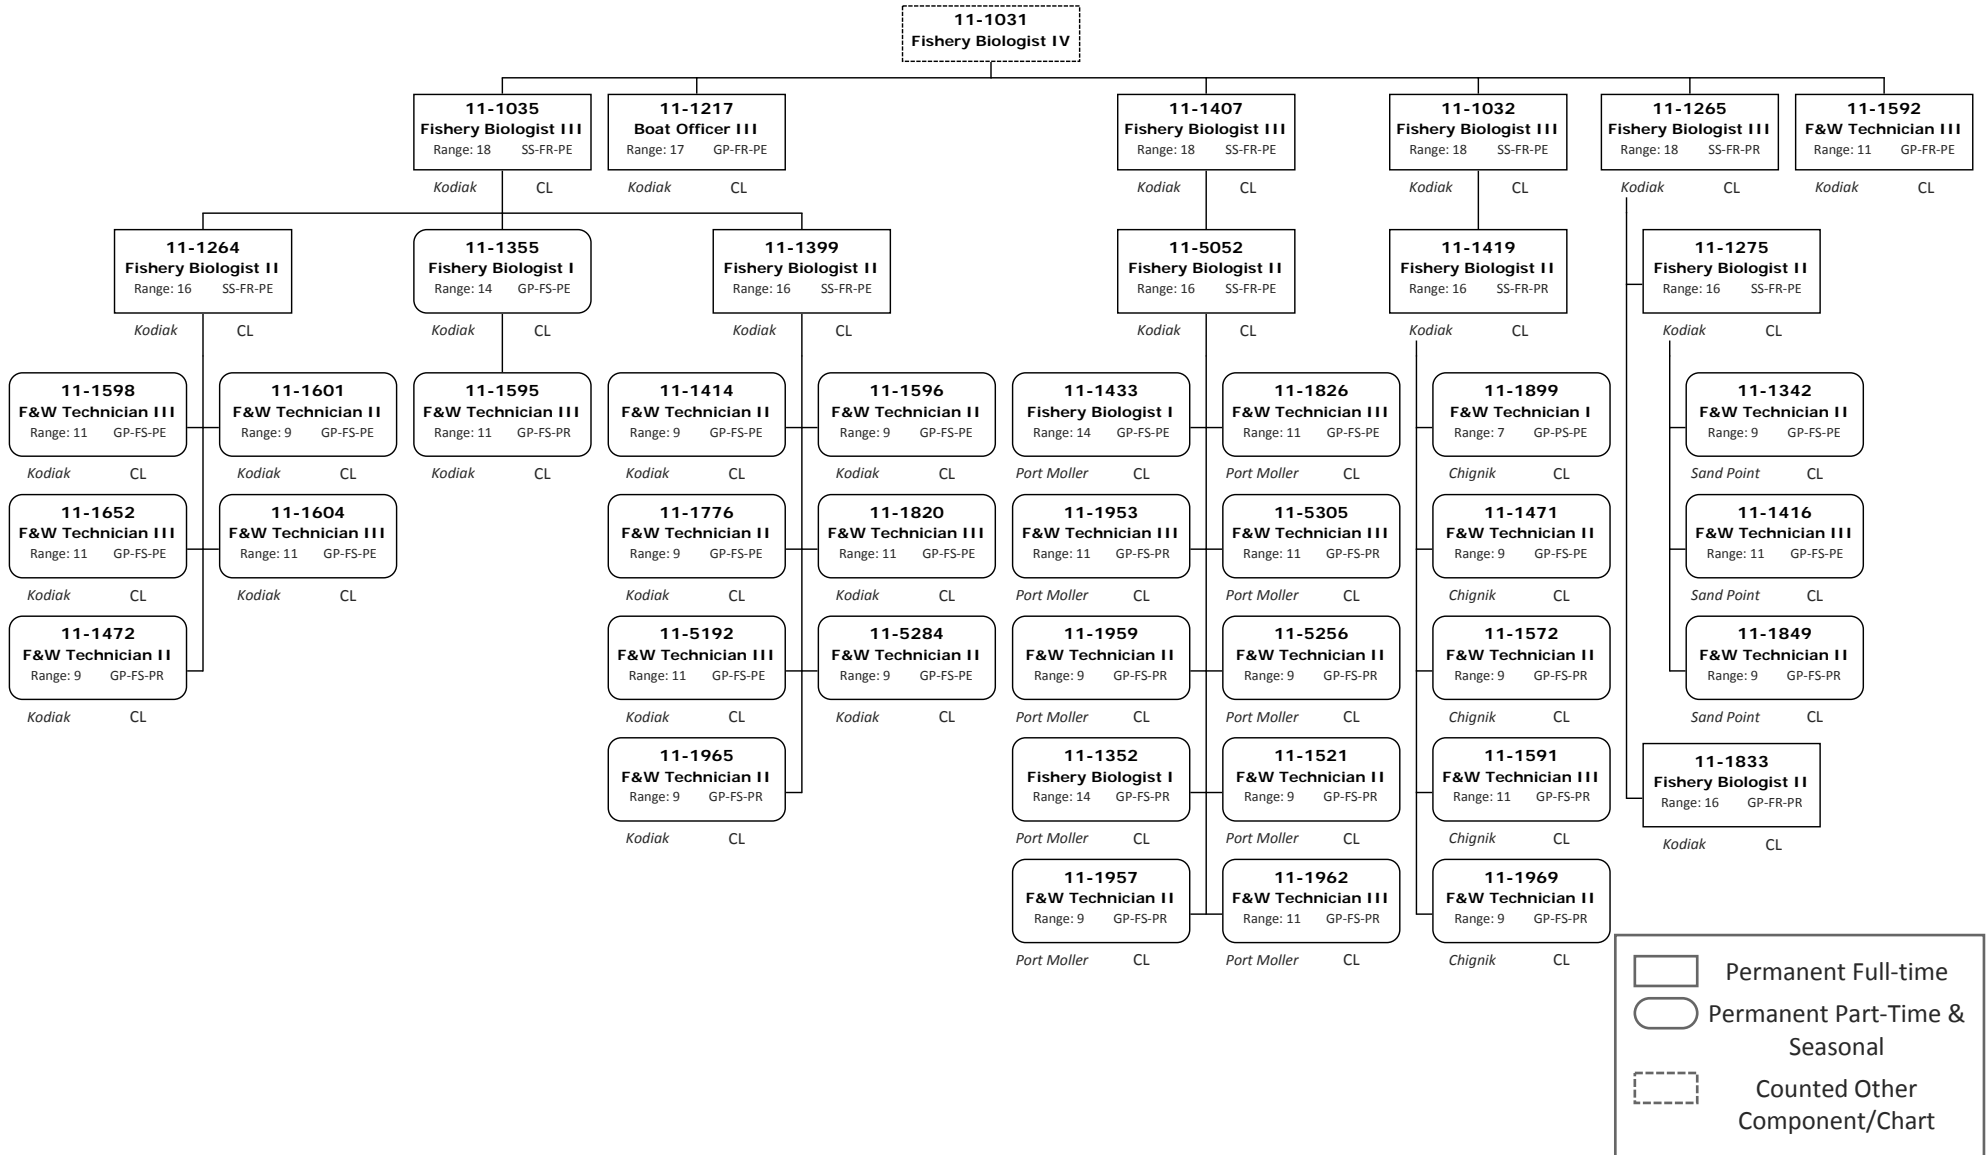 11-1031
Fishery Biologist IV
11-1035
Fishery Biologist III
Range: 18 SS-FR-PE
Kodiak CL
11-1217
Boat Officer III
Range: 17 GP-FR-PE
Kodiak CL
11-1407
Fishery Biologist III
Range: 18 SS-FR-PE
Kodiak CL
11-1032
Fishery Biologist III
Range: 18 SS-FR-PE
Kodiak CL
11-1265
Fishery Biologist III
Range: 18 SS-FR-PR
Kodiak CL
11-1592
F&W Technician III
Range: 11 GP-FR-PE
Kodiak CL
11-1264
Fishery Biologist II
Range: 16 SS-FR-PE
Kodiak CL
11-1355
Fishery Biologist I
Range: 14 GP-FS-PE
Kodiak CL
11-1399
Fishery Biologist II
Range: 16 SS-FR-PE
Kodiak CL
11-5052
Fishery Biologist II
Range: 16 SS-FR-PE
Kodiak CL
11-1419
Fishery Biologist II
Range: 16 SS-FR-PR
Kodiak CL
11-1275
Fishery Biologist II
Range: 16 SS-FR-PE
Kodiak CL
11-1598
F&W Technician III
Range: 11 GP-FS-PE
Kodiak CL
11-1601
F&W Technician II
Range: 9 GP-FS-PE
Kodiak CL
11-1595
F&W Technician III
Range: 11 GP-FS-PR
Kodiak CL
11-1414
F&W Technician II
Range: 9 GP-FS-PE
Kodiak CL
11-1596
F&W Technician II
Range: 9 GP-FS-PE
Kodiak CL
11-1433
Fishery Biologist I
Range: 14 GP-FS-PE
Port Moller CL
11-1826
F&W Technician III
Range: 11 GP-FS-PE
Port Moller CL
11-1899
F&W Technician I
Range: 7 GP-PS-PE
Chignik CL
11-1342
F&W Technician II
Range: 9 GP-FS-PE
Sand Point CL
11-1652
F&W Technician III
Range: 11 GP-FS-PE
Kodiak CL
11-1604
F&W Technician III
Range: 11 GP-FS-PE
Kodiak CL
11-1776
F&W Technician II
Range: 9 GP-FS-PE
Kodiak CL
11-1820
F&W Technician III
Range: 11 GP-FS-PE
Kodiak CL
11-1953
F&W Technician III
Range: 11 GP-FS-PR
Port Moller CL
11-5305
F&W Technician III
Range: 11 GP-FS-PR
Port Moller CL
11-1471
F&W Technician II
Range: 9 GP-FS-PE
Chignik CL
11-1416
F&W Technician III
Range: 11 GP-FS-PE
Sand Point CL
11-1472
F&W Technician II
Range: 9 GP-FS-PR
Kodiak CL
11-5192
F&W Technician III
Range: 11 GP-FS-PE
Kodiak CL
11-5284
F&W Technician II
Range: 9 GP-FS-PE
Kodiak CL
11-1959
F&W Technician II
Range: 9 GP-FS-PR
Port Moller CL
11-5256
F&W Technician II
Range: 9 GP-FS-PR
Port Moller CL
11-1572
F&W Technician II
Range: 9 GP-FS-PR
Chignik CL
11-1849
F&W Technician II
Range: 9 GP-FS-PR
Sand Point CL
11-1965
F&W Technician II
Range: 9 GP-FS-PR
Kodiak CL
11-1352
Fishery Biologist I
Range: 14 GP-FS-PR
Port Moller CL
11-1521
F&W Technician II
Range: 9 GP-FS-PR
Port Moller CL
11-1591
F&W Technician III
Range: 11 GP-FS-PR
Chignik CL
11-1833
Fishery Biologist II
Range: 16 GP-FR-PR
Kodiak CL
11-1957
F&W Technician II
Range: 9 GP-FS-PR
Port Moller CL
11-1962
F&W Technician III
Range: 11 GP-FS-PR
Port Moller CL
11-1969
F&W Technician II
Range: 9 GP-FS-PR
Chignik CL
Permanent Full-time
Permanent Part-Time &
Seasonal
Counted Other
Component/Chart